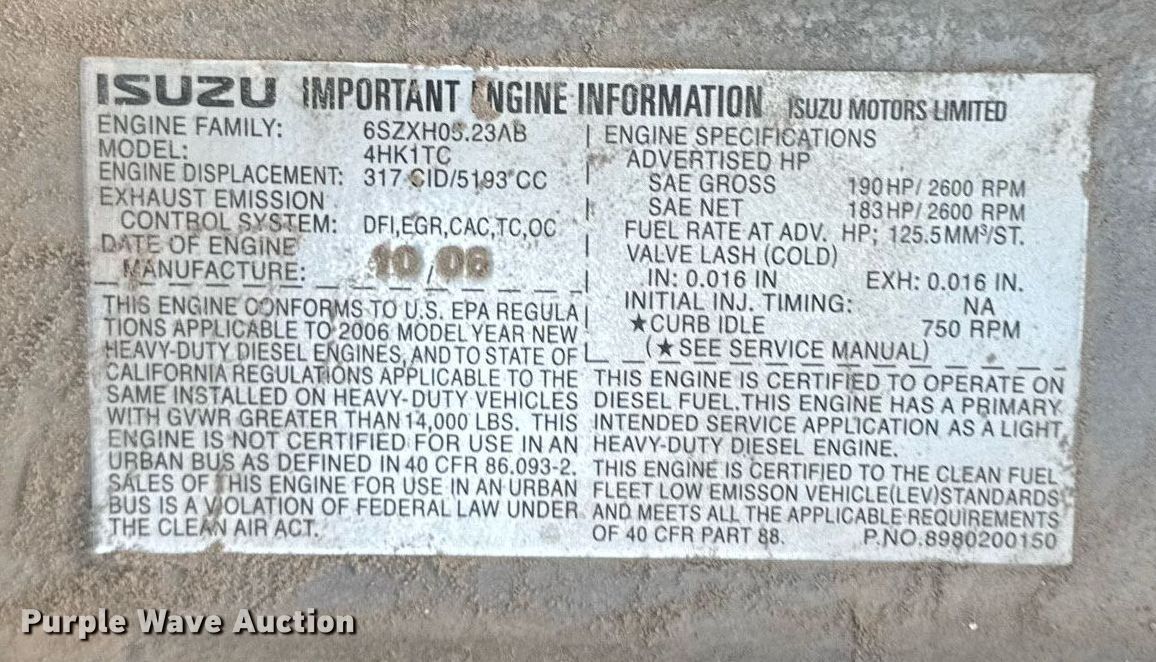 ISUZU IMPORTANT ENGINE INFORMATION ISUZU MOTORS LIMITED
ENGINE FAMILY: 6SZXH05.23AB
MODEL: 4HK1TC
ENGINE DISPLACEMENT: 317 CID/5193 CC
EXHAUST EMISSION
CONTROL SYSTEM: DFI,EGR,CAC,TC,OC
DATE OF ENGINE
MANUFACTURE: 10/06
THIS ENGINE CONFORMS TO U.S. EPA REGULA
TIONS APPLICABLE TO 2006 MODEL YEAR NEW
HEAVY-DUTY DIESEL ENGINES, AND TO STATE OF
CALIFORNIA REGULATIONS APPLICABLE TO THE
SAME INSTALLED ON HEAVY-DUTY VEHICLES
WITH GVWR GREATER THAN 14,000 LBS. THIS
ENGINE IS NOT CERTIFIED FOR USE IN AN
URBAN BUS AS DEFINED IN 40 CFR 86.093-2.
SALES OF THIS ENGINE FOR USE IN AN URBAN
BUS IS A VIOLATION OF FEDERAL LAW UNDER
THE CLEAN AIR ACT.
ENGINE SPECIFICATIONS
ADVERTISED HP
SAE GROSS 190HP/2600 RPM
SAE NET 183HP/2600 RPM
FUEL RATE AT ADV. HP; 125.5MM³/ST.
VALVE LASH (COLD)
IN: 0.016 IN EXH: 0.016 IN.
INITIAL INJ. TIMING: NA
★CURB IDLE 750 RPM
(★SEE SERVICE MANUAL)
THIS ENGINE IS CERTIFIED TO OPERATE ON
DIESEL FUEL.THIS ENGINE HAS A PRIMARY
INTENDED SERVICE APPLICATION AS A LIGHT
HEAVY-DUTY DIESEL ENGINE.
THIS ENGINE IS CERTIFIED TO THE CLEAN FUEL
FLEET LOW EMISSON VEHICLE(LEV)STANDARDS
AND MEETS ALL THE APPLICABLE REQUIREMENTS
OF 40 CFR PART 88. P.NO.8980200150
Purple Wave Auction